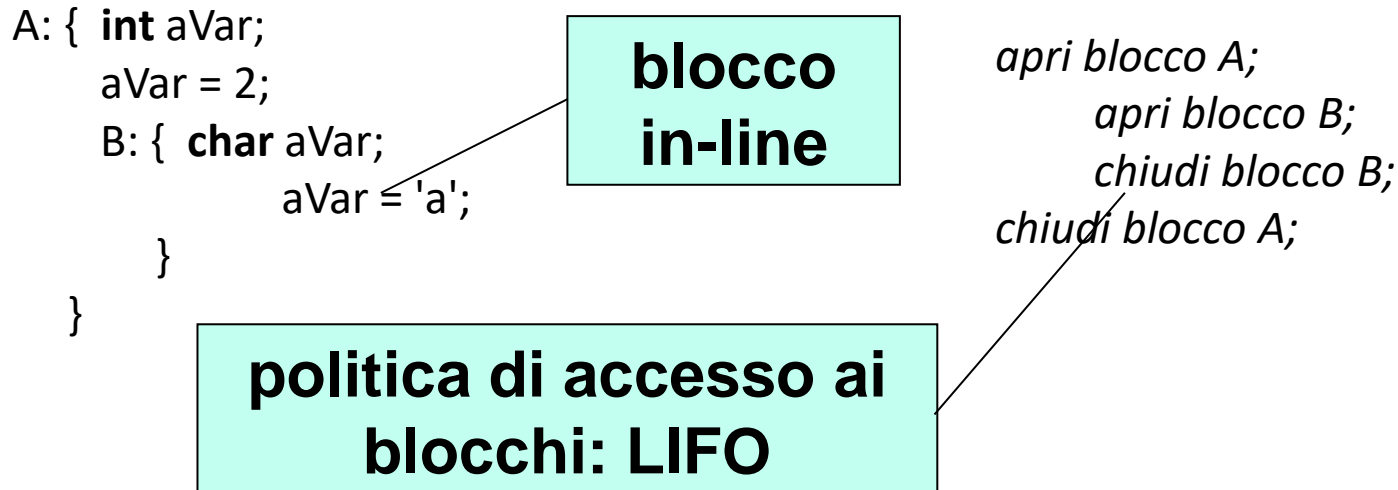 A: { int aVar;
aVar = 2;
B: { char aVar;
aVar = 'a';
}
}
blocco
in-line
apri blocco A;
apri blocco B;
chiudi blocco B;
chiudi blocco A;
politica di accesso ai
blocchi: LIFO